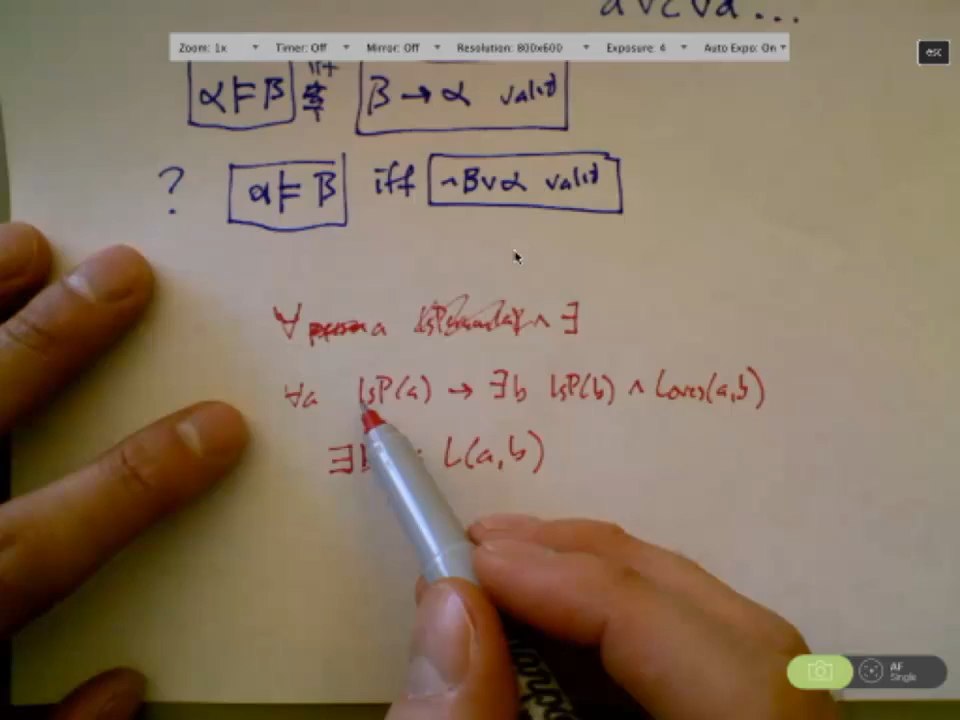 a ∨ c ∨ d ...
Zoom: 1x Timer: Off Mirror: Off Resolution: 800x600 Exposure: 4 Auto Expo: On
esc
α ⊨ β iff β → α valid
? α ⊨ β iff ¬β ∨ α valid
∀ a ∧ ∃
∀a IsP(a) → ∃b IsP(b) ∧ Loves(a,b)
∃ L(a,b)
AF
Single